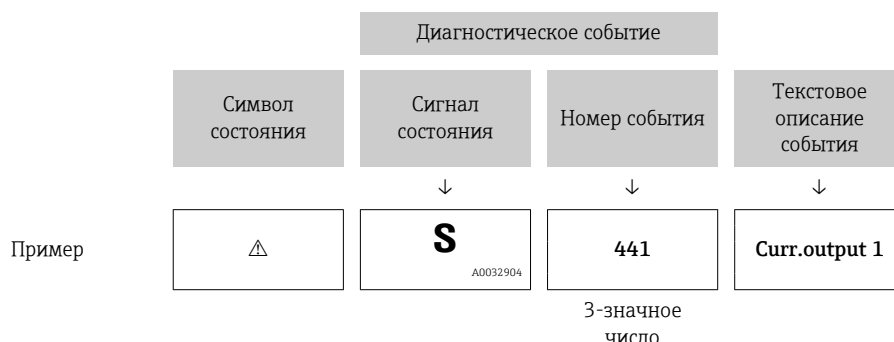 Диагностическое событие
Символ
состояния
Сигнал
состояния
Номер события
Текстовое
описание
события
↓ ↓ ↓
Пример ⚠ S 441 Curr.output 1
A0032904
3-значное
число